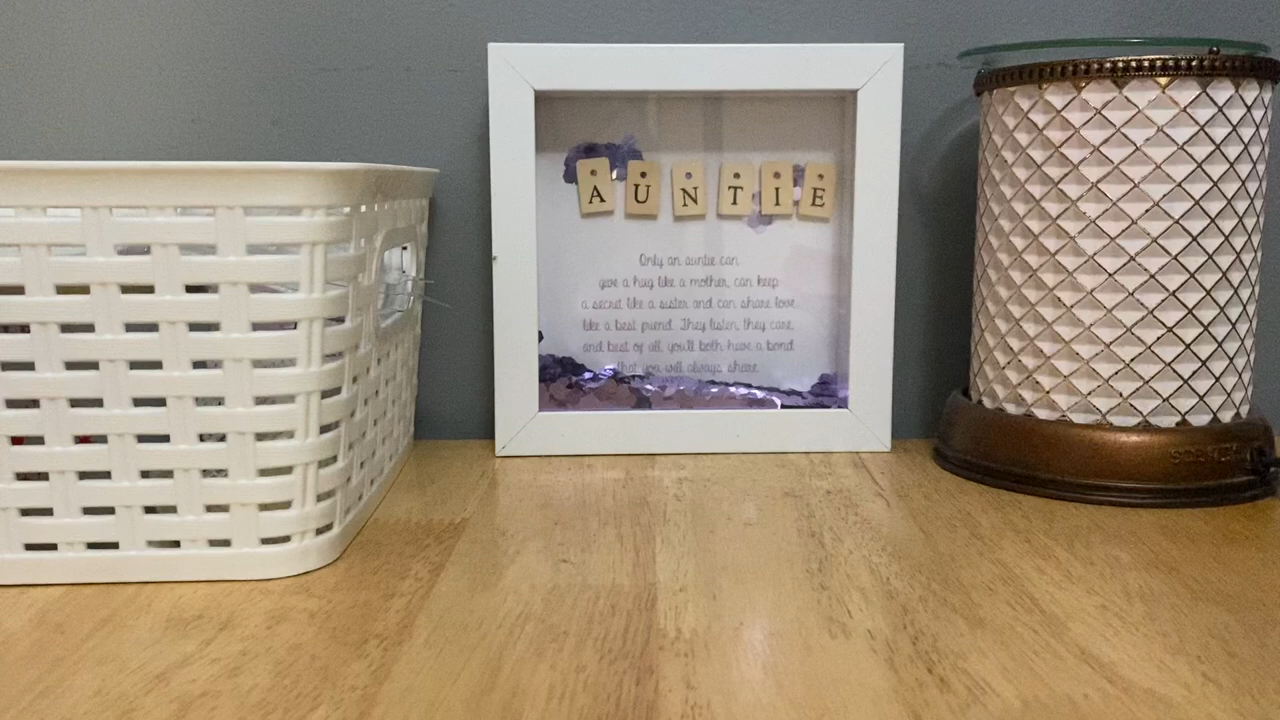 AUNTIE
Only an auntie can
give a hug like a mother, can keep
a secret like a sister and can share love
like a best friend. They listen, they care,
and best of all, you'll both have a bond
that you will always share